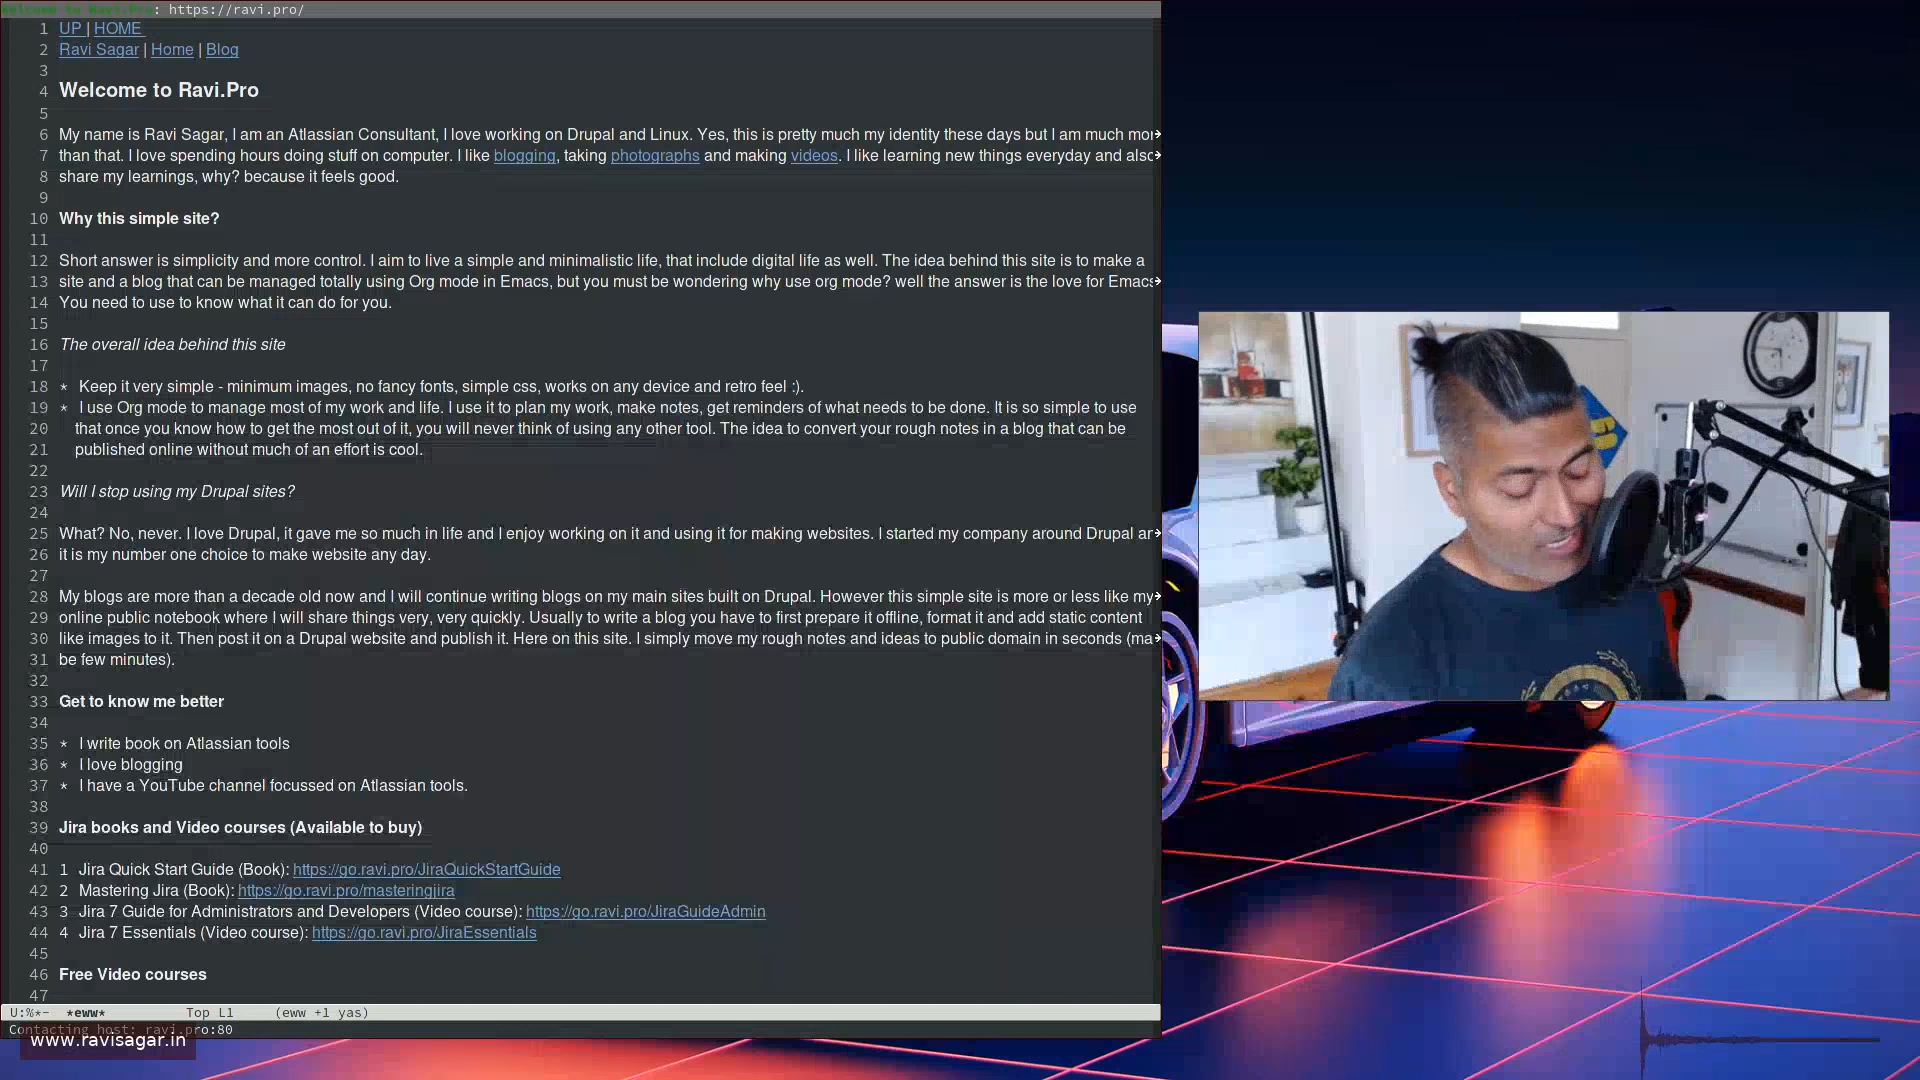 Welcome to Ravi.Pro: https://ravi.pro/
1 UP | HOME
2 Ravi Sagar | Home | Blog
3
4 Welcome to Ravi.Pro
5
6 My name is Ravi Sagar, I am an Atlassian Consultant, I love working on Drupal and Linux. Yes, this is pretty much my identity these days but I am much mor
7 than that. I love spending hours doing stuff on computer. I like blogging, taking photographs and making videos. I like learning new things everyday and also
8 share my learnings, why? because it feels good.
9
10 Why this simple site?
11
12 Short answer is simplicity and more control. I aim to live a simple and minimalistic life, that include digital life as well. The idea behind this site is to make a
13 site and a blog that can be managed totally using Org mode in Emacs, but you must be wondering why use org mode? well the answer is the love for Emacs
14 You need to use to know what it can do for you.
15
16 The overall idea behind this site
17
18 * Keep it very simple - minimum images, no fancy fonts, simple css, works on any device and retro feel :).
19 * I use Org mode to manage most of my work and life. I use it to plan my work, make notes, get reminders of what needs to be done. It is so simple to use
20 that once you know how to get the most out of it, you will never think of using any other tool. The idea to convert your rough notes in a blog that can be
21 published online without much of an effort is cool.
22
23 Will I stop using my Drupal sites?
24
25 What? No, never. I love Drupal, it gave me so much in life and I enjoy working on it and using it for making websites. I started my company around Drupal an
26 it is my number one choice to make website any day.
27
28 My blogs are more than a decade old now and I will continue writing blogs on my main sites built on Drupal. However this simple site is more or less like my
29 online public notebook where I will share things very, very quickly. Usually to write a blog you have to first prepare it offline, format it and add static content
30 like images to it. Then post it on a Drupal website and publish it. Here on this site. I simply move my rough notes and ideas to public domain in seconds (ma
31 be few minutes).
32
33 Get to know me better
34
35 * I write book on Atlassian tools
36 * I love blogging
37 * I have a YouTube channel focussed on Atlassian tools.
38
39 Jira books and Video courses (Available to buy)
40
41 1 Jira Quick Start Guide (Book): https://go.ravi.pro/JiraQuickStartGuide
42 2 Mastering Jira (Book): https://go.ravi.pro/masteringjira
43 3 Jira 7 Guide for Administrators and Developers (Video course): https://go.ravi.pro/JiraGuideAdmin
44 4 Jira 7 Essentials (Video course): https://go.ravi.pro/JiraEssentials
45
46 Free Video courses
47
U:%*- *eww* Top L1 (eww +1 yas)
Contacting host: ravi.pro:80
www.ravisagar.in